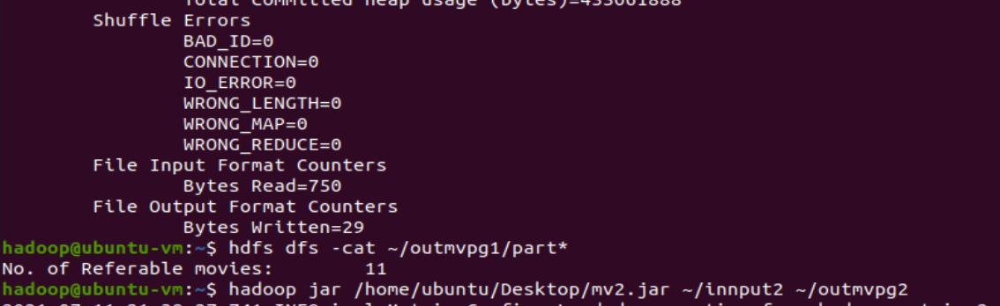 Total committed heap usage (bytes)=453001888
Shuffle Errors
BAD_ID=0
CONNECTION=0
IO_ERROR=0
WRONG_LENGTH=0
WRONG_MAP=0
WRONG_REDUCE=0
File Input Format Counters
Bytes Read=750
File Output Format Counters
Bytes Written=29
hadoop@ubuntu-vm:~$ hdfs dfs -cat ~/outmvpg1/part*
No. of Referable movies: 11
hadoop@ubuntu-vm:~$ hadoop jar /home/ubuntu/Desktop/mv2.jar ~/innput2 ~/outmvpg2